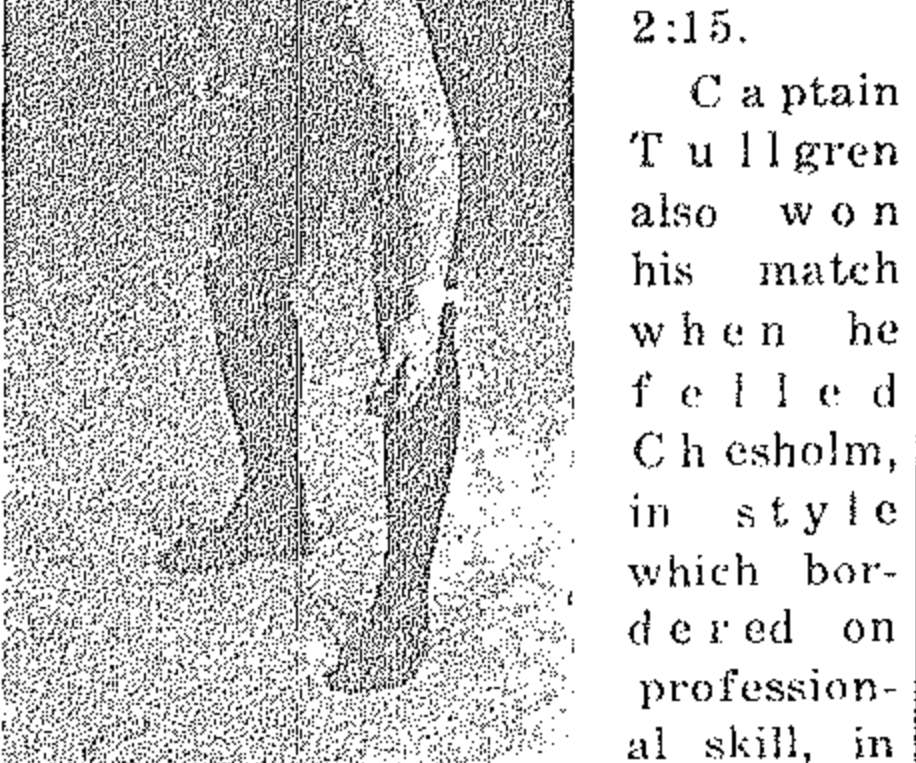 2:15.
Captain
Tullgren
also won
his match
when he
felled
Chesholm,
in style
which bor-
dered on
profession-
al skill, in